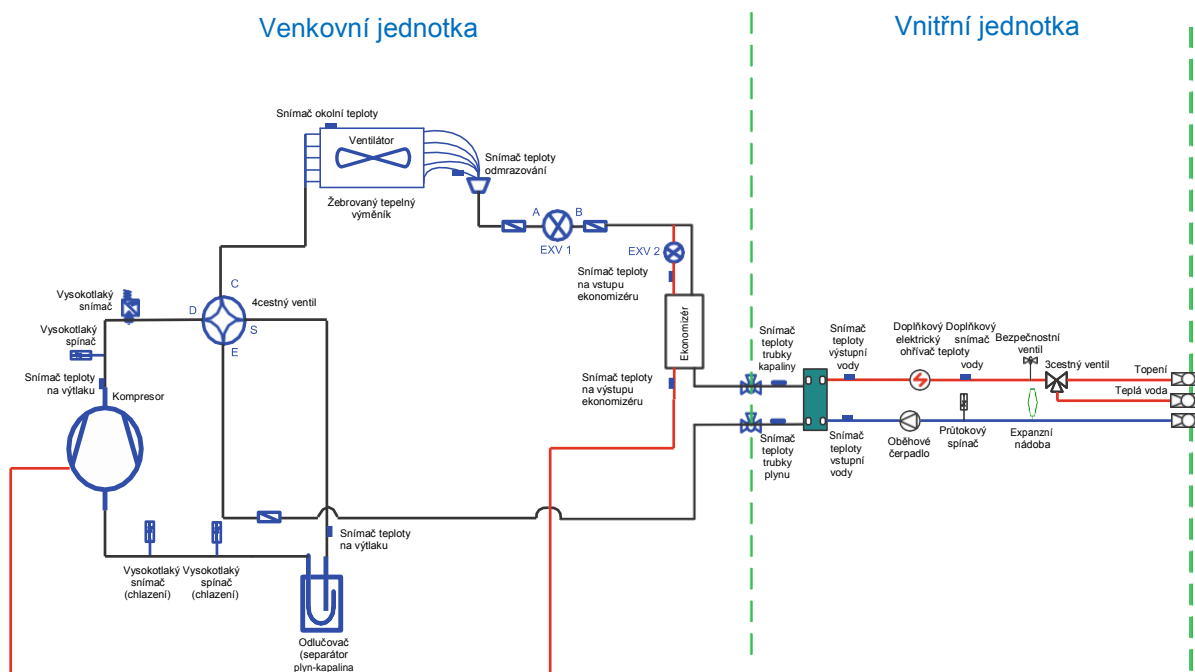 Venkovní jednotka
Vnitřní jednotka
Snímač okolní teploty
Ventilátor
Snímač teploty
odmrazování
Žebrovaný tepelný
výměník
A
B
EXV 1
EXV 2
Snímač teploty
na vstupu
ekonomizéru
C
Vysokotlaký
snímač
4cestný ventil
D
S
E
Vysokotlaký
spínač
Ekonomizér
Snímač teploty
na výtlaku
Kompresor
Snímač teploty
na výstupu
ekonomizéru
Snímač
teploty
trubky
kapaliny
Snímač
teploty
výstupní
vody
Doplňkový
elektrický
ohřívač
Doplňkový
snímač
teploty
vody
Bezpečnostní
ventil
3cestný ventil
Topení
Teplá voda
Snímač
teploty
trubky
plynu
Snímač
teploty
vstupní
vody
Oběhové
čerpadlo
Průtokový
spínač
Expanzní
nádoba
Snímač teploty
na výtlaku
Vysokotlaký
snímač
(chlazení)
Vysokotlaký
spínač
(chlazení)
Odlučovač
(separátor
plyn-kapalina